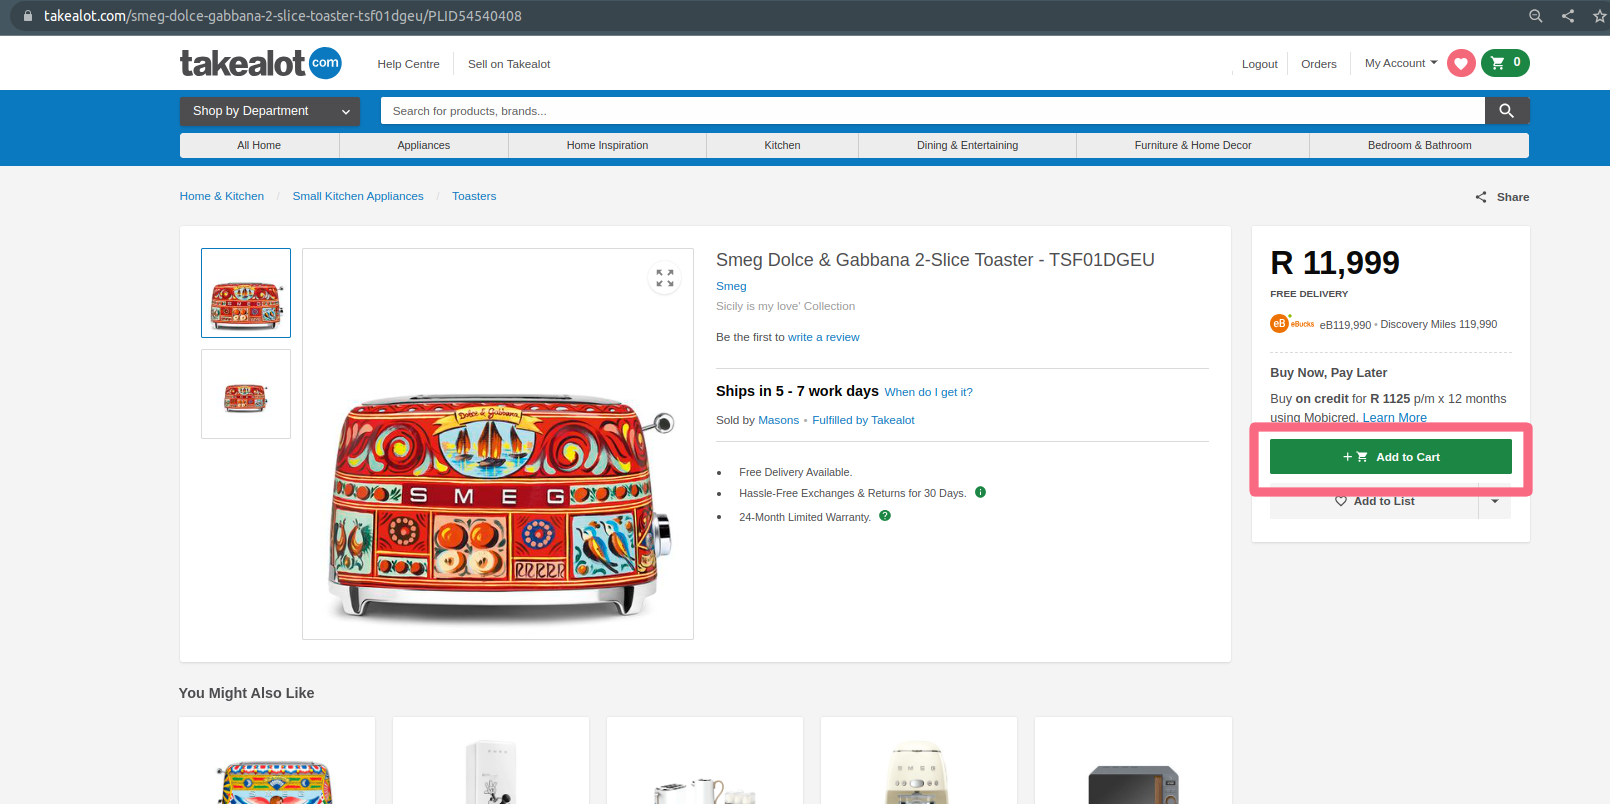 takealot.com/smeg-dolce-gabbana-2-slice-toaster-tsf01dgeu/PLID54540408
takealot com
Help Centre
Sell on Takealot
Logout
Orders
My Account
0
Shop by Department
Search for products, brands...
All Home
Appliances
Home Inspiration
Kitchen
Dining & Entertaining
Furniture & Home Decor
Bedroom & Bathroom
Home & Kitchen / Small Kitchen Appliances / Toasters
Share
Smeg Dolce & Gabbana 2-Slice Toaster - TSF01DGEU
Smeg
Sicily is my love' Collection
Be the first to write a review
Ships in 5 - 7 work days When do I get it?
Sold by Masons • Fulfilled by Takealot
• Free Delivery Available.
• Hassle-Free Exchanges & Returns for 30 Days.
• 24-Month Limited Warranty.
Dolce & Gabbana
SMEG
R 11,999
FREE DELIVERY
eB eBucks eB119,990 • Discovery Miles 119,990
Buy Now, Pay Later
Buy on credit for R 1125 p/m x 12 months
using Mobicred. Learn More
+ Add to Cart
Add to List
You Might Also Like
SMEG